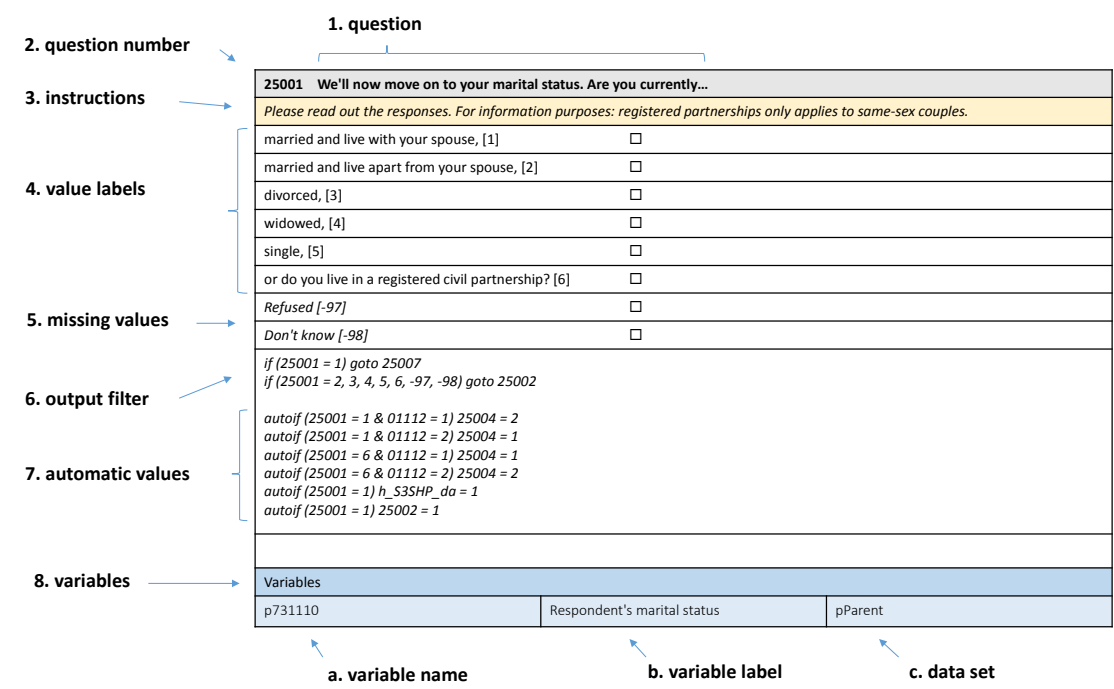 1. question
2. question number
25001 We'll now move on to your marital status. Are you currently…
3. instructions
Please read out the responses. For information purposes: registered partnerships only applies to same-sex couples.
married and live with your spouse, [1]
married and live apart from your spouse, [2]
4. value labels
divorced, [3]
widowed, [4]
single, [5]
or do you live in a registered civil partnership? [6]
5. missing values
Refused [-97]
Don't know [-98]
6. output filter
if (25001 = 1) goto 25007
if (25001 = 2, 3, 4, 5, 6, -97, -98) goto 25002
7. automatic values
autoif (25001 = 1 & 01112 = 1) 25004 = 2
autoif (25001 = 1 & 01112 = 2) 25004 = 1
autoif (25001 = 6 & 01112 = 1) 25004 = 1
autoif (25001 = 6 & 01112 = 2) 25004 = 2
autoif (25001 = 1) h_S3SHP_da = 1
autoif (25001 = 1) 25002 = 1
8. variables
Variables
p731110 Respondent's marital status pParent
a. variable name b. variable label c. data set